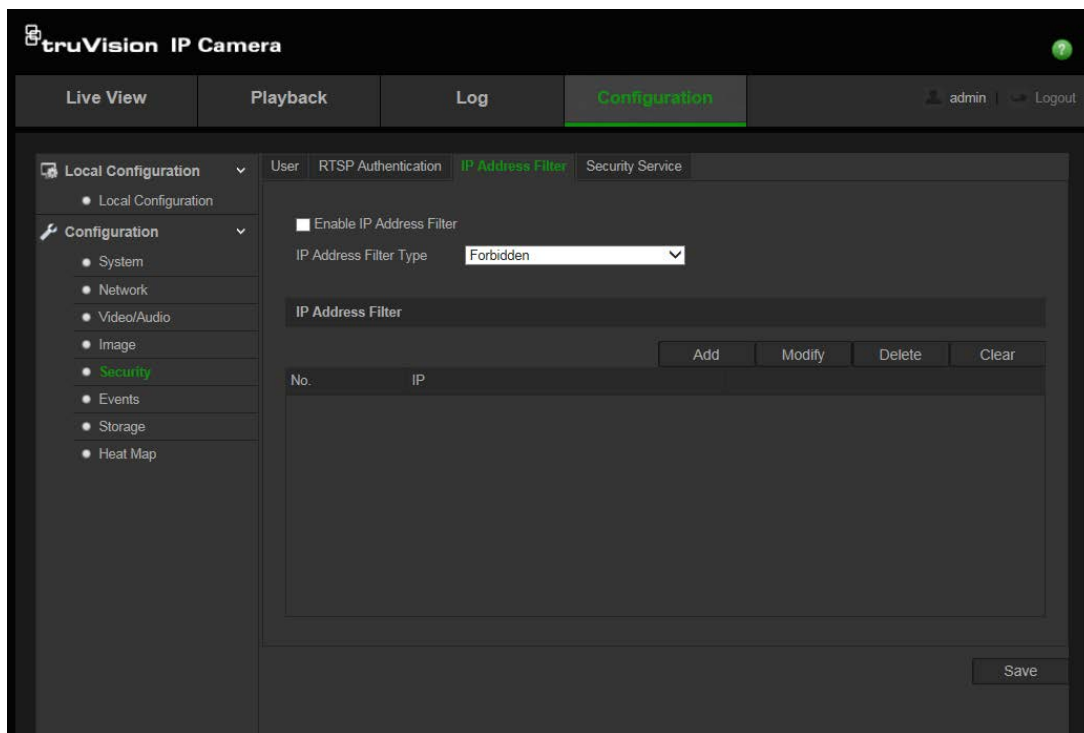 truVision IP Camera
?
Live View Playback Log Configuration admin | Logout
Local Configuration
Local Configuration
Configuration
System
Network
Video/Audio
Image
Security
Events
Storage
Heat Map
User RTSP Authentication IP Address Filter Security Service
Enable IP Address Filter
IP Address Filter Type Forbidden
IP Address Filter
Add Modify Delete Clear
No. IP
Save